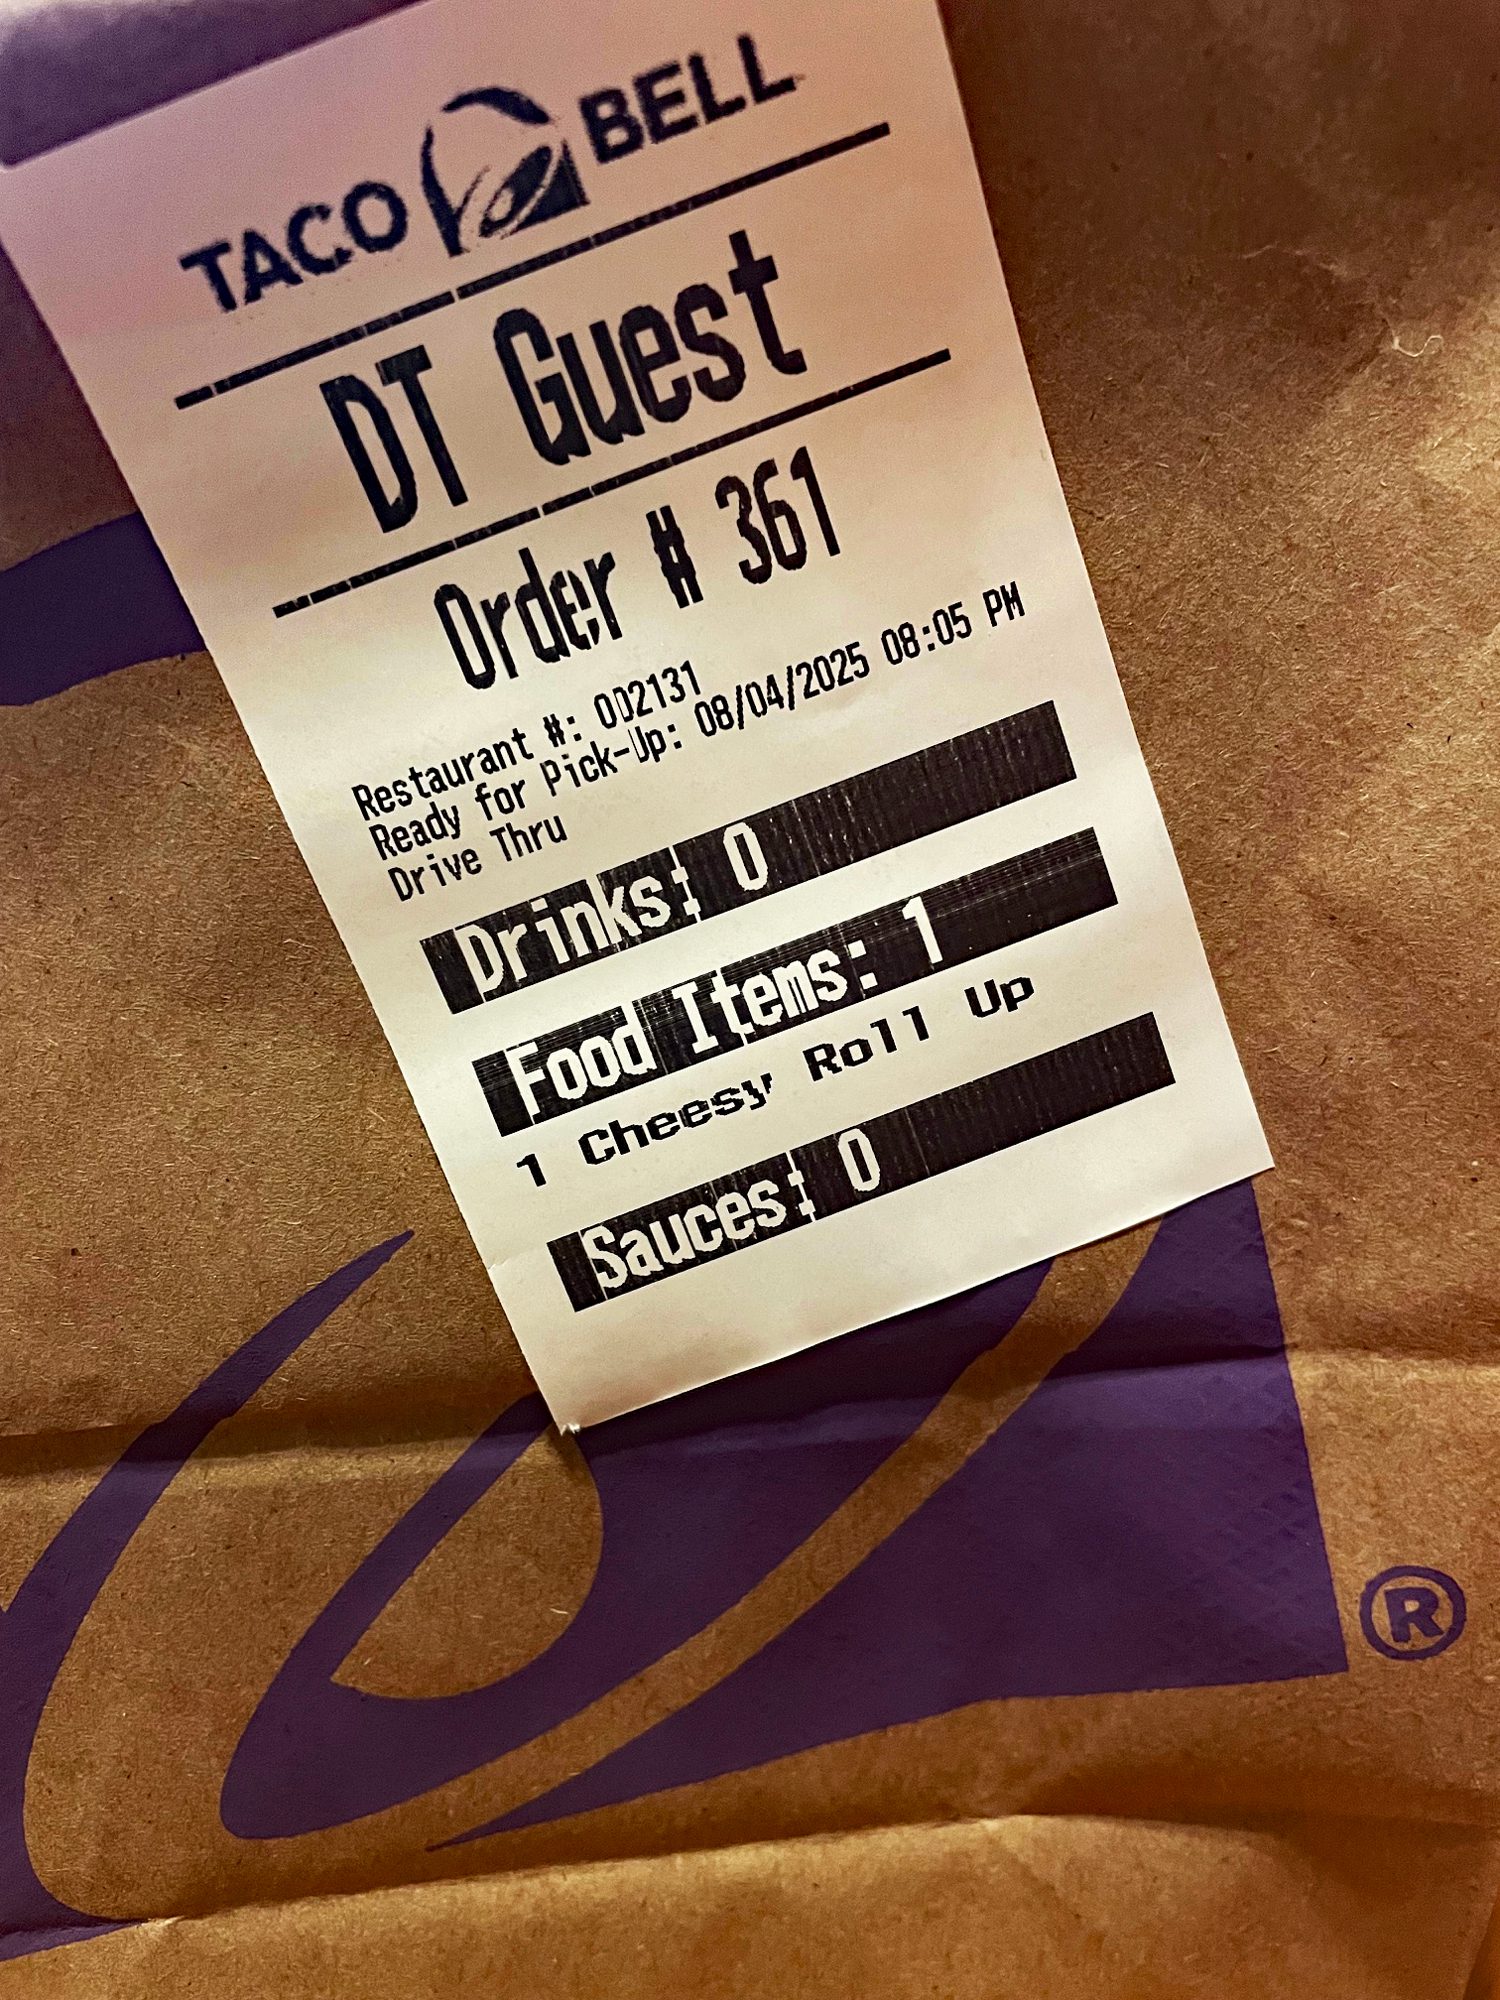 TACO BELL
DT Guest
Order # 361
Restaurant #: 002131
Ready for Pick-Up: 08/04/2025 08:05 PM
Drive Thru
Drinks: 0
Food Items: 1
1 Cheesy Roll Up
Sauces: 0
®